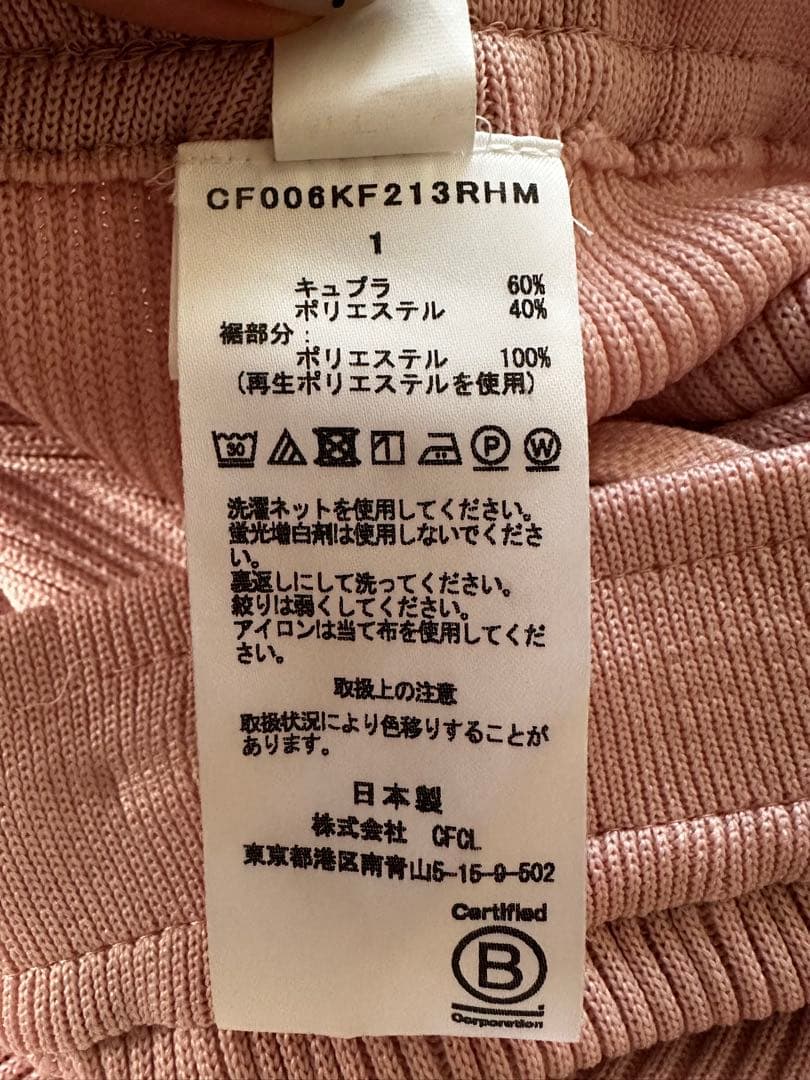 CF006KF213RHM
1
キュプラ 60%
ポリエステル 40%
裾部分:
ポリエステル 100%
(再生ポリエステルを使用)
30 P W
洗濯ネットを使用してください。
蛍光増白剤は使用しないでくださ
い。
裏返しにして洗ってください。
絞りは弱くしてください。
アイロンは当て布を使用してくだ
さい。
取扱上の注意
取扱状況により色移りすることが
あります。
日本製
株式会社 CFCL
東京都港区南青山5-15-9-502
Certified
B
Corporation